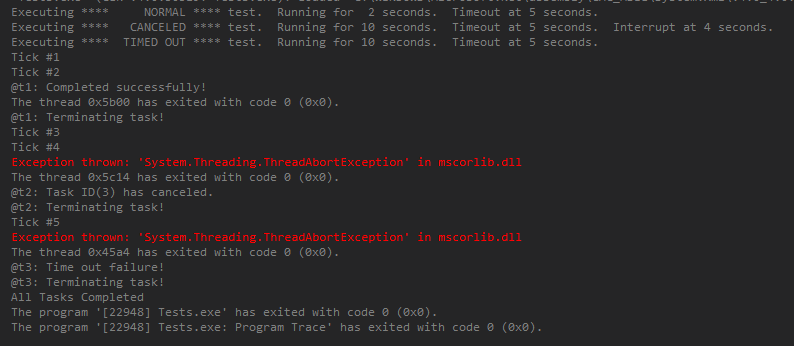 Executing ****     NORMAL **** test.  Running for  2 seconds.  Timeout at 5 seconds.
Executing ****   CANCELED **** test.  Running for 10 seconds.  Timeout at 5 seconds.  Interrupt at 4 seconds.
Executing ****  TIMED OUT **** test.  Running for 10 seconds.  Timeout at 5 seconds.
Tick #1
Tick #2
@t1: Completed successfully!
The thread 0x5b00 has exited with code 0 (0x0).
@t1: Terminating task!
Tick #3
Tick #4
Exception thrown: 'System.Threading.ThreadAbortException' in mscorlib.dll
The thread 0x5c14 has exited with code 0 (0x0).
@t2: Task ID(3) has canceled.
@t2: Terminating task!
Tick #5
Exception thrown: 'System.Threading.ThreadAbortException' in mscorlib.dll
The thread 0x45a4 has exited with code 0 (0x0).
@t3: Time out failure!
@t3: Terminating task!
All Tasks Completed
The program '[22948] Tests.exe' has exited with code 0 (0x0).
The program '[22948] Tests.exe: Program Trace' has exited with code 0 (0x0).